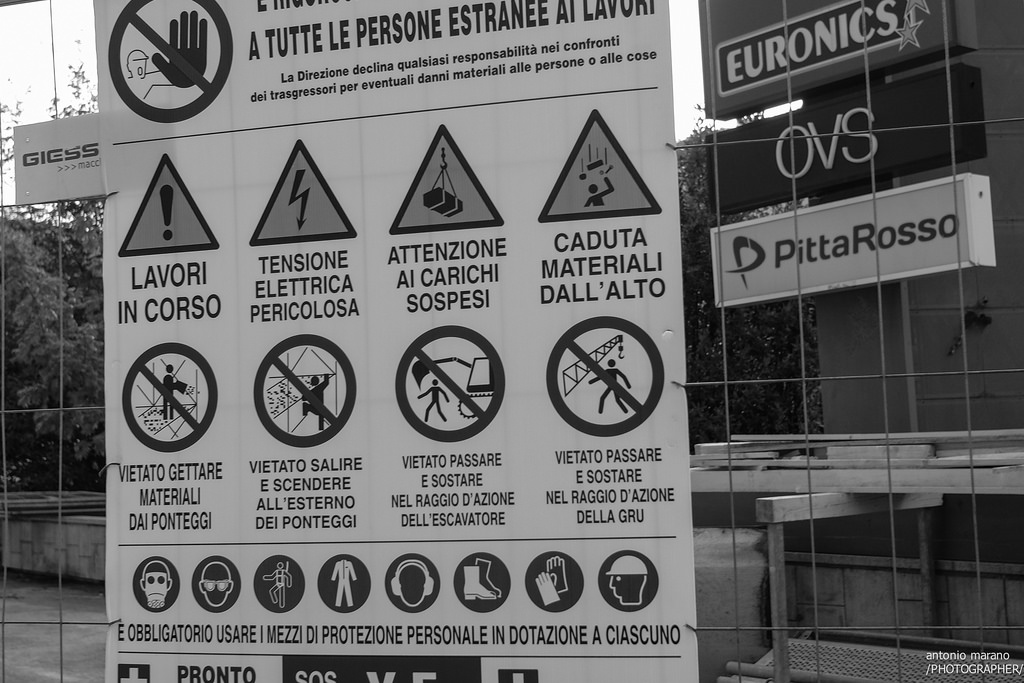 A TUTTE LE PERSONE ESTRANEE AI LAVORI
La Direzione declina qualsiasi responsabilità nei confronti
dei trasgressori per eventuali danni materiali alle persone o alle cose
LAVORI
IN CORSO
TENSIONE
ELETTRICA
PERICOLOSA
ATTENZIONE
AI CARICHI
SOSPESI
CADUTA
MATERIALI
DALL'ALTO
VIETATO GETTARE
MATERIALI
DAI PONTEGGI
VIETATO SALIRE
E SCENDERE
ALL'ESTERNO
DEI PONTEGGI
VIETATO PASSARE
E SOSTARE
NEL RAGGIO D'AZIONE
DELL'ESCAVATORE
VIETATO PASSARE
E SOSTARE
NEL RAGGIO D'AZIONE
DELLA GRU
E OBBLIGATORIO USARE I MEZZI DI PROTEZIONE PERSONALE IN DOTAZIONE A CIASCUNO
PRONTO
SOS
GIESS
>>> macc
EURONICS
OVS
PittaRosso
antonio marano
/PHOTOGRAPHER/